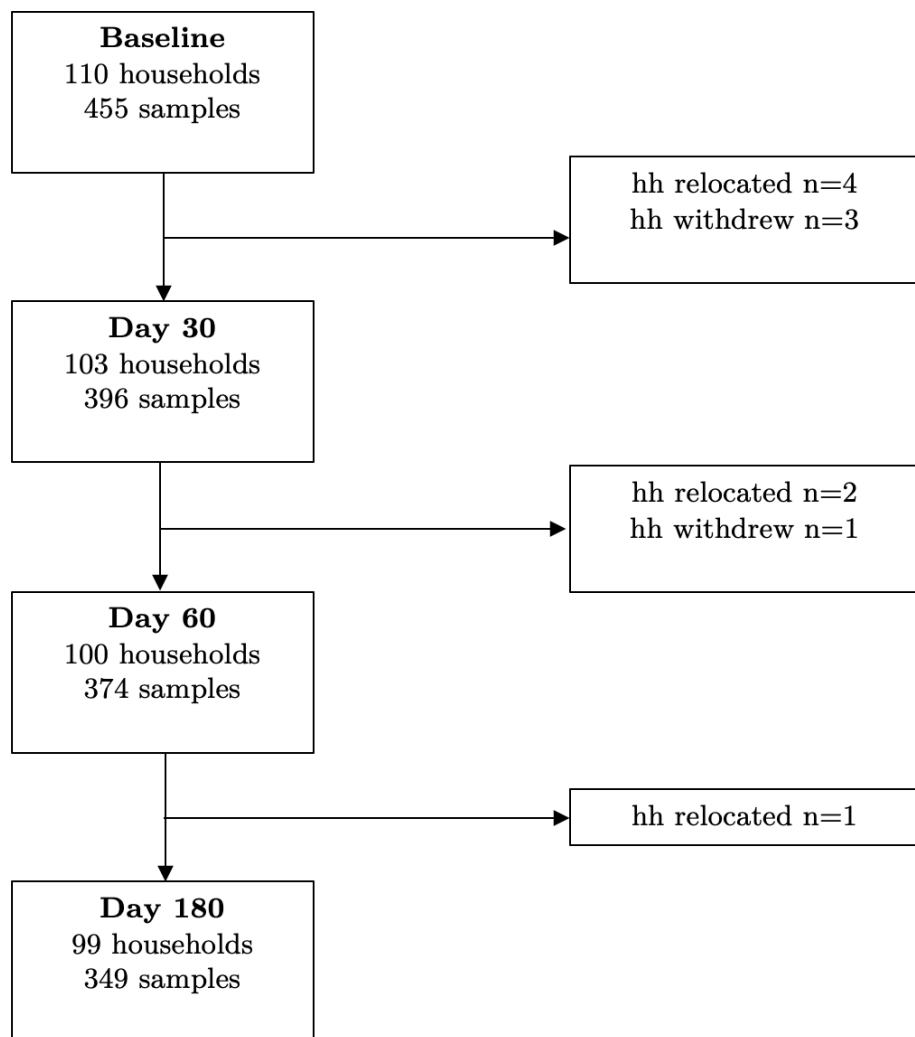 Baseline
110 households
455 samples
hh relocated n=4
hh withdrew n=3
Day 30
103 households
396 samples
hh relocated n=2
hh withdrew n=1
Day 60
100 households
374 samples
hh relocated n=1
Day 180
99 households
349 samples